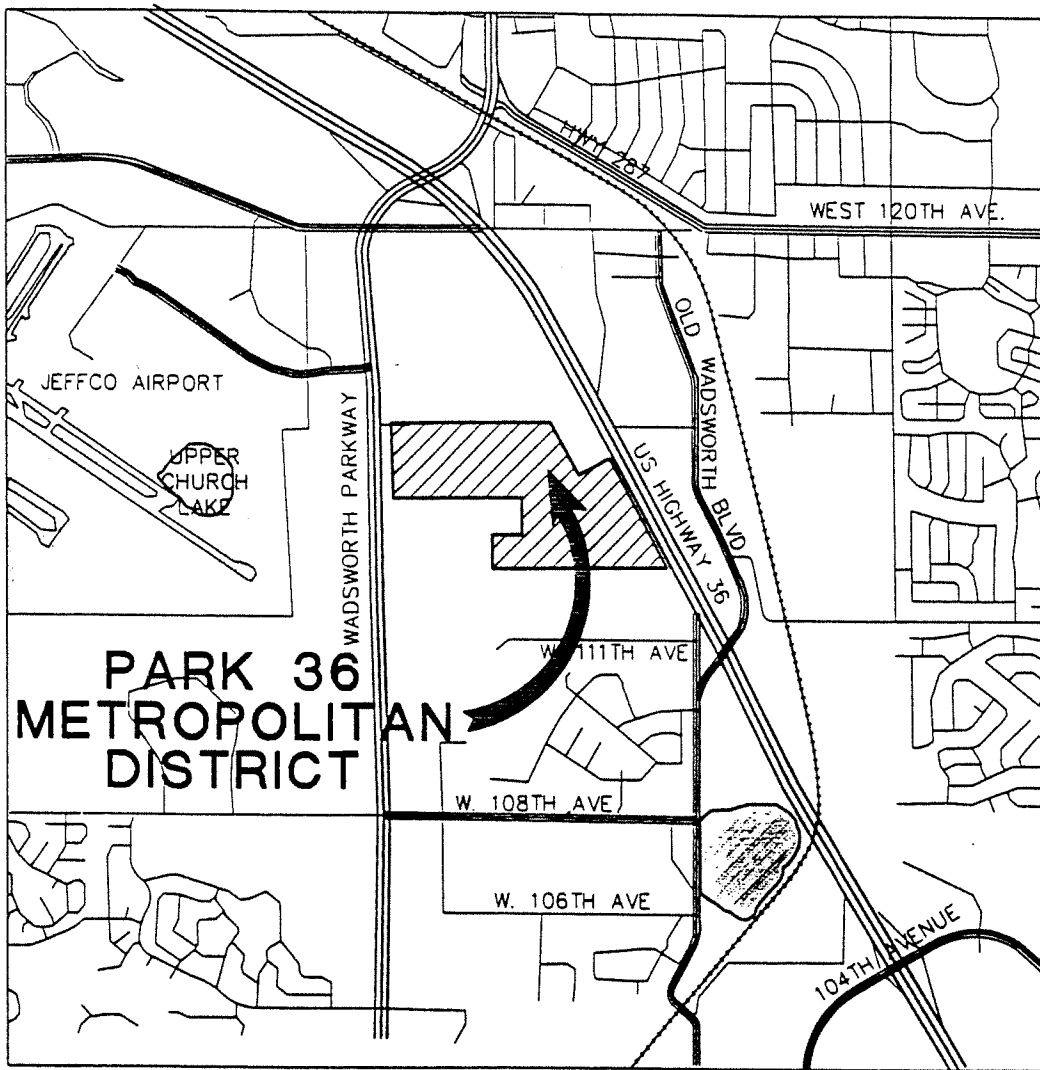 HWY 287
WEST 120TH AVE.
OLD WADSWORTH BLVD
JEFFCO AIRPORT
UPPER
CHURCH
LAKE
WADSWORTH PARKWAY
US HIGHWAY 36
W. 111TH AVE
PARK 36
METROPOLITAN
DISTRICT
W. 108TH AVE
W. 106TH AVE
104TH AVENUE